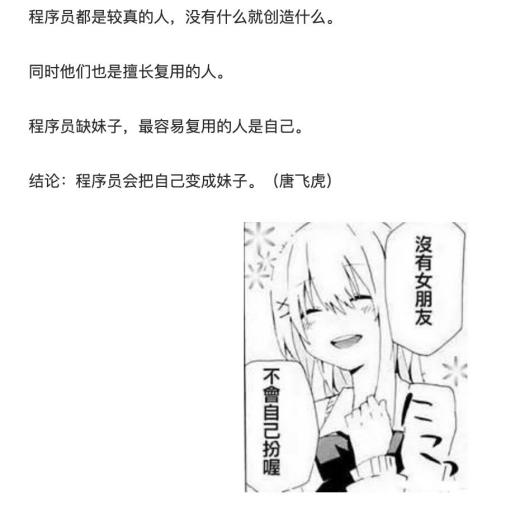 程序员都是较真的人，没有什么就创造什么。
同时他们也是擅长复用的人。
程序员缺妹子，最容易复用的人是自己。
结论：程序员会把自己变成妹子。（唐飞虎）
沒有女朋友
不會自己扮喔
にこっ